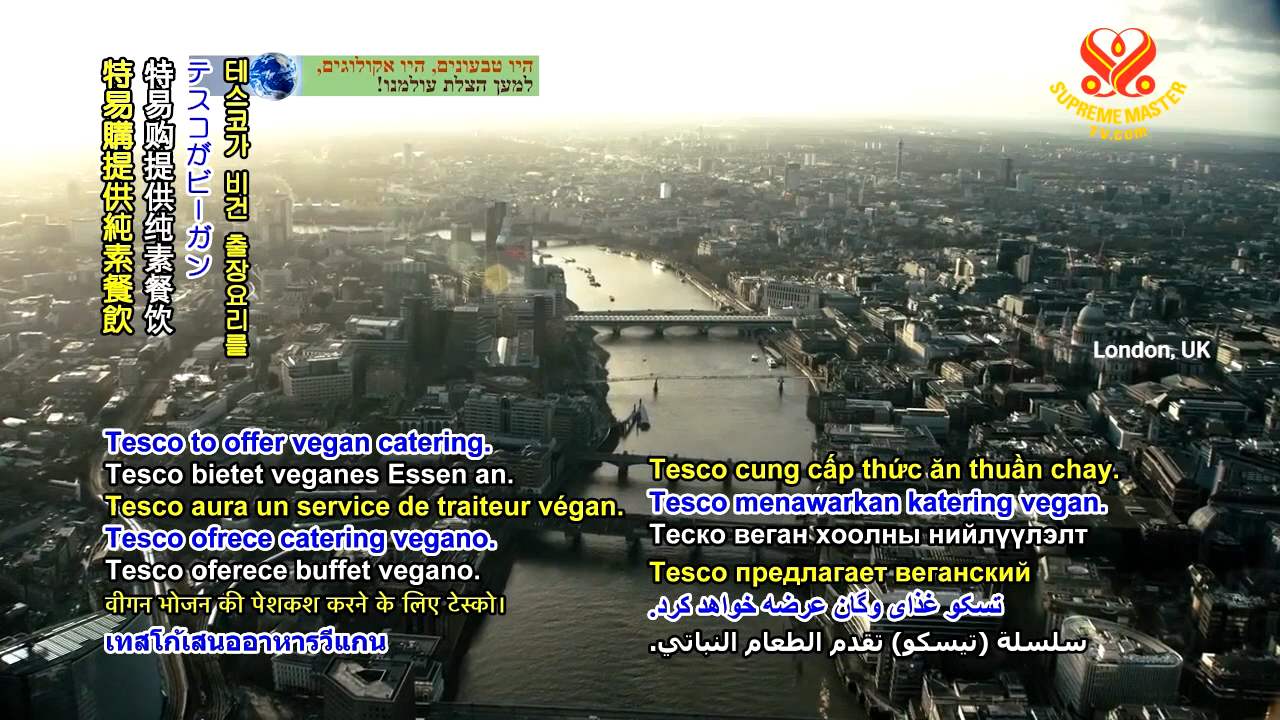 特易購提供純素餐飲
特易购提供纯素餐饮
テスコがビーガン
테스코가 비건 출장요리를
היו טבעונים, היו אקולוגים,
למען הצלת עולמנו!
SUPREME MASTER
TV.com
London, UK
Tesco to offer vegan catering.
Tesco bietet veganes Essen an.
Tesco aura un service de traiteur végan.
Tesco ofrece catering vegano.
Tesco oferece buffet vegano.
वीगन भोजन की पेशकश करने के लिए टेस्को।
เทสโก้เสนออาหารวีแกน
Tesco cung cấp thức ăn thuần chay.
Tesco menawarkan katering vegan.
Теско веган хоолны нийлүүлэлт
Tesco предлагает веганский
تسکو غذای وگان عرضه خواهد کرد.
سلسلة (تيسكو) تقدم الطعام النباتي.